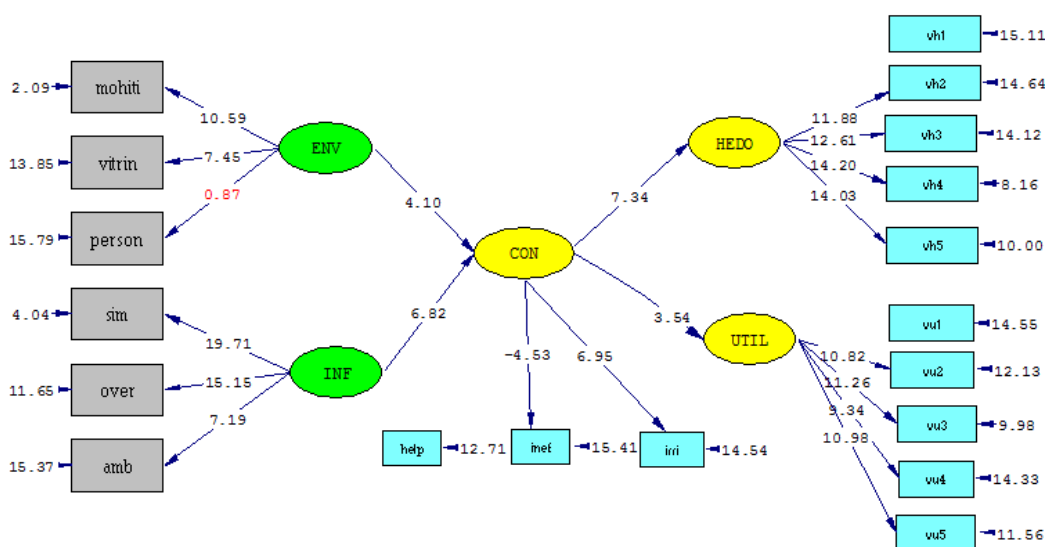 vh1 15.11
2.09 mohiti
vh2 14.64
10.59
11.88
ENV
HEDO
vh3 14.12
12.61
13.85 vitrin
7.45
14.20
vh4 8.16
0.87
4.10
7.34
14.03
15.79 person
vh5 10.00
CON
4.04 sim
6.82
3.54
vu1 14.55
19.71
UTIL
-4.53
6.95
10.82
vu2 12.13
INF
11.26
11.65 over
15.15
9.34
vu3 9.98
7.19
10.98
help 12.71
inef 15.41
irri 14.54
15.37 amb
vu4 14.33
vu5 11.56